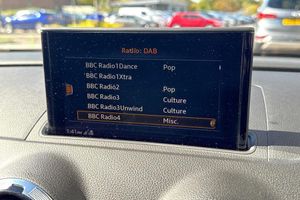 Radio: DAB
BBC Radio1Dance Pop
BBC Radio1Xtra
BBC Radio2 Pop
BBC Radio3 Culture
BBC Radio3Unwind Culture
BBC Radio4 Misc.